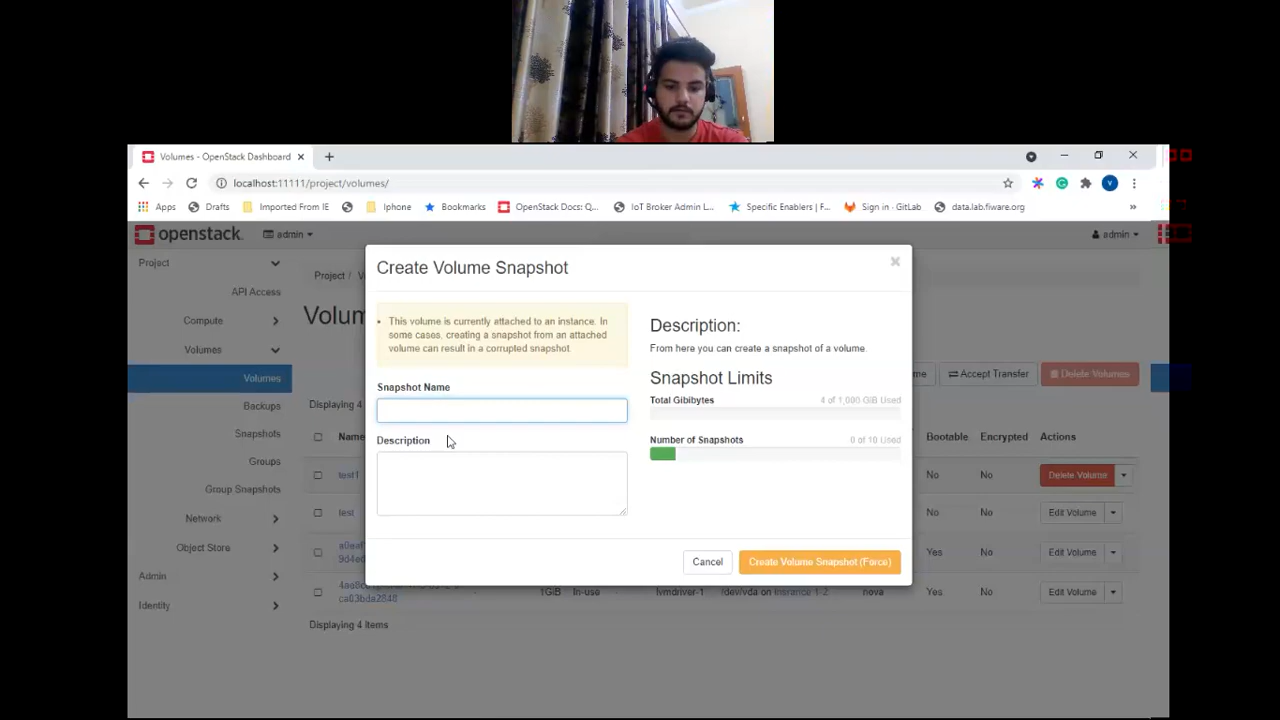 Volumes - OpenStack Dashboard
localhost:11111/project/volumes/
Apps Drafts Imported From IE Iphone Bookmarks OpenStack Docs: Q... IoT Broker Admin L... Specific Enablers | F... Sign in · GitLab data.lab.fiware.org
openstack. admin admin
Project
API Access
Compute
Volumes
Volumes
Backups
Snapshots
Groups
Group Snapshots
Network
Object Store
Admin
Identity
Project /
Accept Transfer Delete Volumes
Displaying 4
Name Bootable Encrypted Actions
test1 No No Delete Volume
test No No Edit Volume
Yes No Edit Volume
1GiB In-use lvmdriver-1 /dev/vda on Instance 1-2 nova Yes No Edit Volume
Displaying 4 items
Create Volume Snapshot
This volume is currently attached to an instance. In
some cases, creating a snapshot from an attached
volume can result in a corrupted snapshot.
Snapshot Name
Description
Description:
From here you can create a snapshot of a volume.
Snapshot Limits
Total Gibibytes 4 of 1,000 GiB Used
Number of Snapshots 0 of 10 Used
Cancel Create Volume Snapshot (Force)